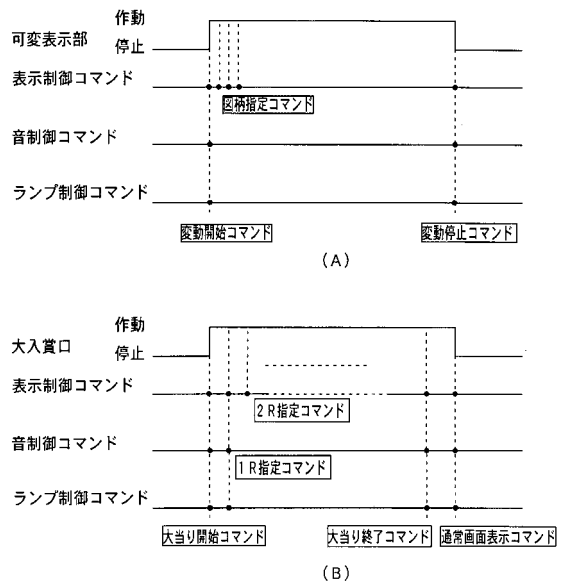 作動
可変表示部
停止
表示制御コマンド
図柄指定コマンド
音制御コマンド
ランプ制御コマンド
変動開始コマンド
変動停止コマンド
(A)
作動
大入賞口
停止
表示制御コマンド
2R指定コマンド
音制御コマンド
1R指定コマンド
ランプ制御コマンド
大当り開始コマンド
大当り終了コマンド
通常画面表示コマンド
(B)